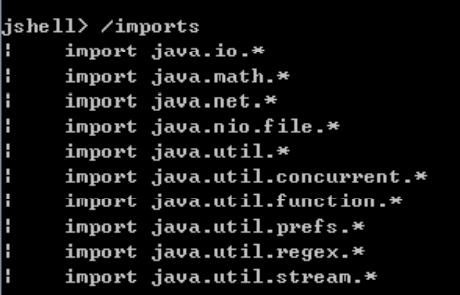 jshell> /imports
|    import java.io.*
|    import java.math.*
|    import java.net.*
|    import java.nio.file.*
|    import java.util.*
|    import java.util.concurrent.*
|    import java.util.function.*
|    import java.util.prefs.*
|    import java.util.regex.*
|    import java.util.stream.*